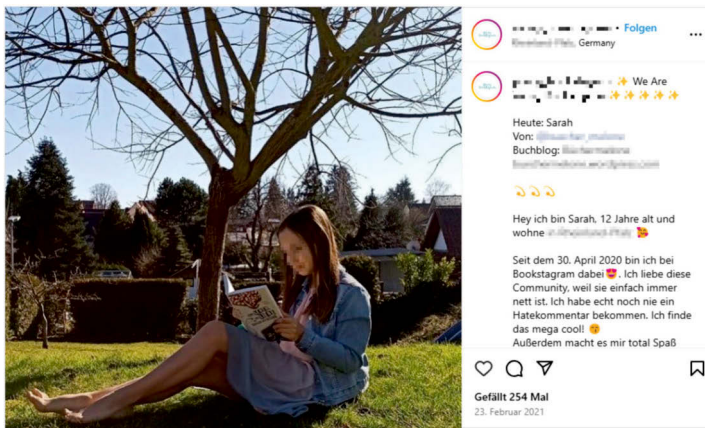 • Folgen
Germany
We Are
Heute: Sarah
Von:
Buchblog:
Hey ich bin Sarah, 12 Jahre alt und
wohne
Seit dem 30. April 2020 bin ich bei
Bookstagram dabei 😍. Ich liebe diese
Community, weil sie einfach immer
nett ist. Ich habe echt noch nie ein
Hatekommentar bekommen. Ich finde
das mega cool! 😚
Außerdem macht es mir total Spaß
Gefällt 254 Mal
23. Februar 2021